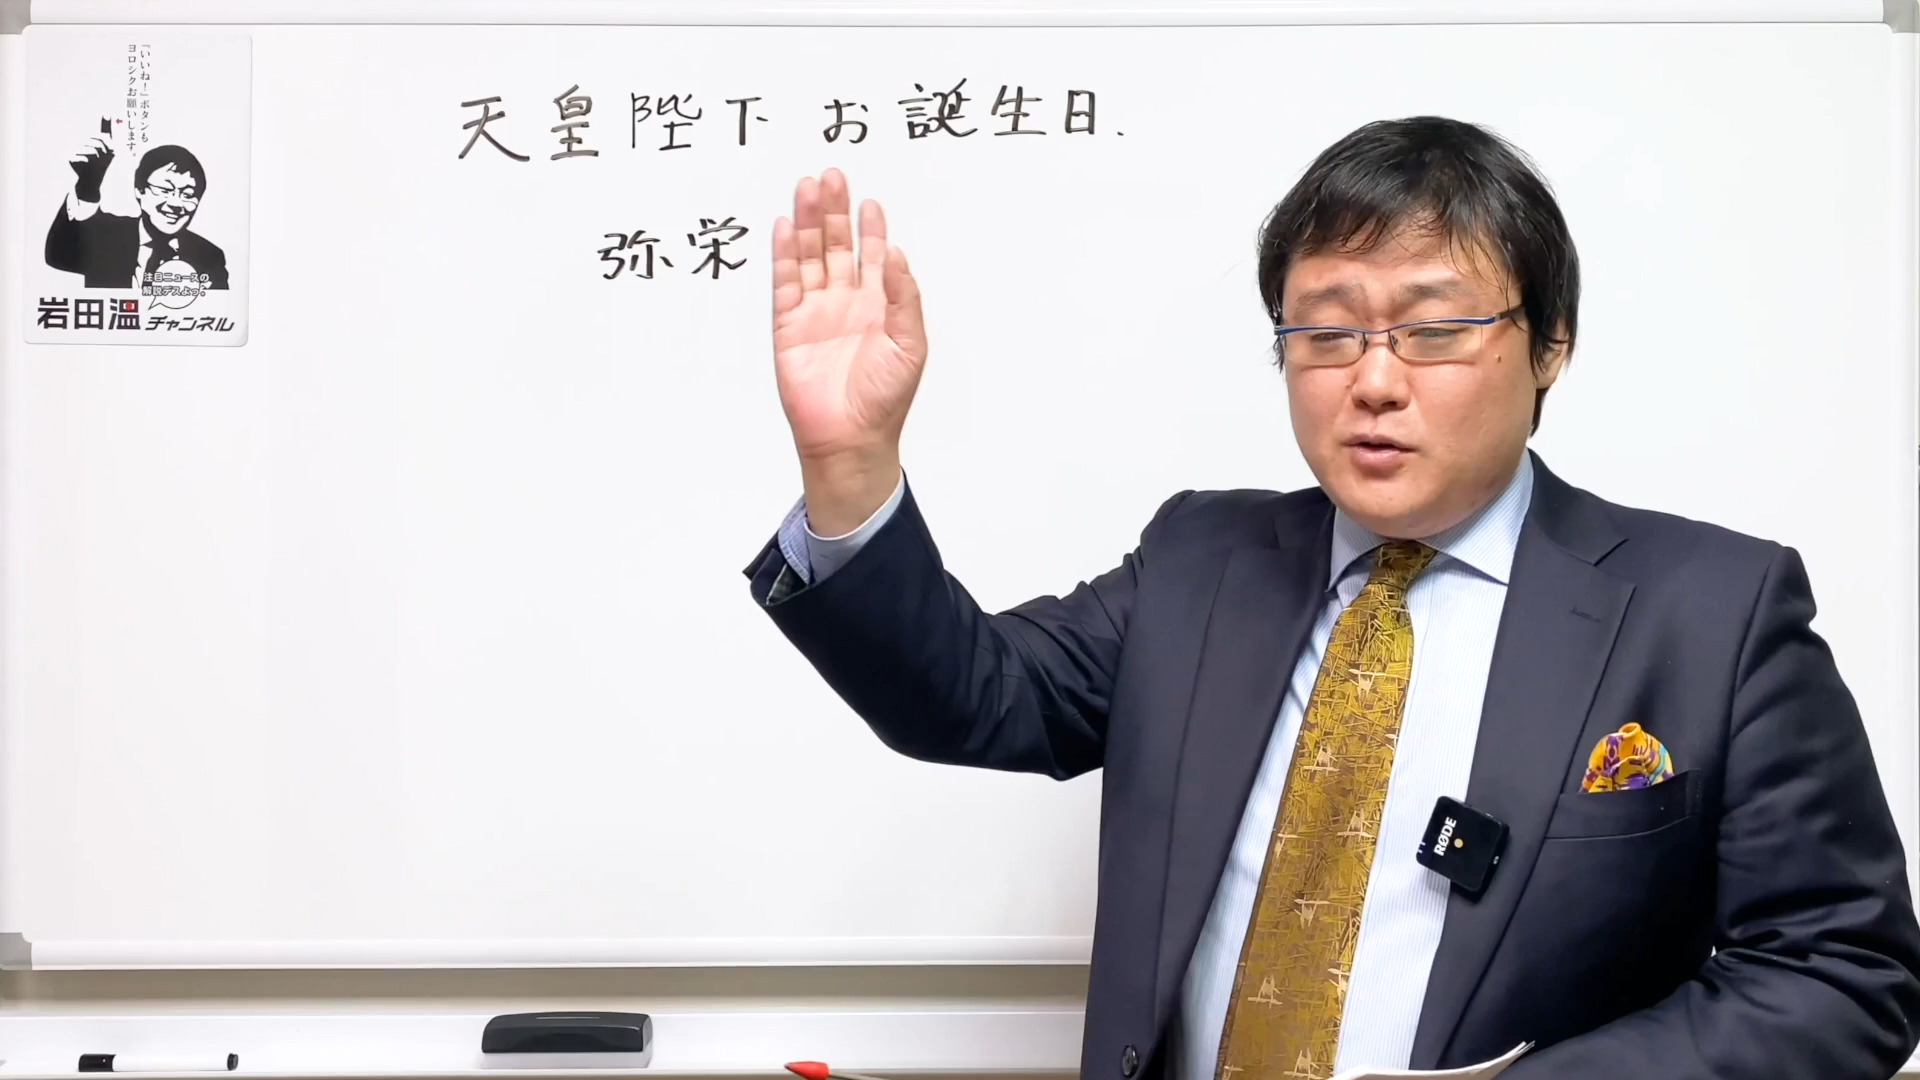 天皇陛下お誕生日.
弥栄
「いいね！」ボタンも
ヨロシクお願いします。
注目ニュースの
解説デスよっ。
岩田温チャンネル
RØDE